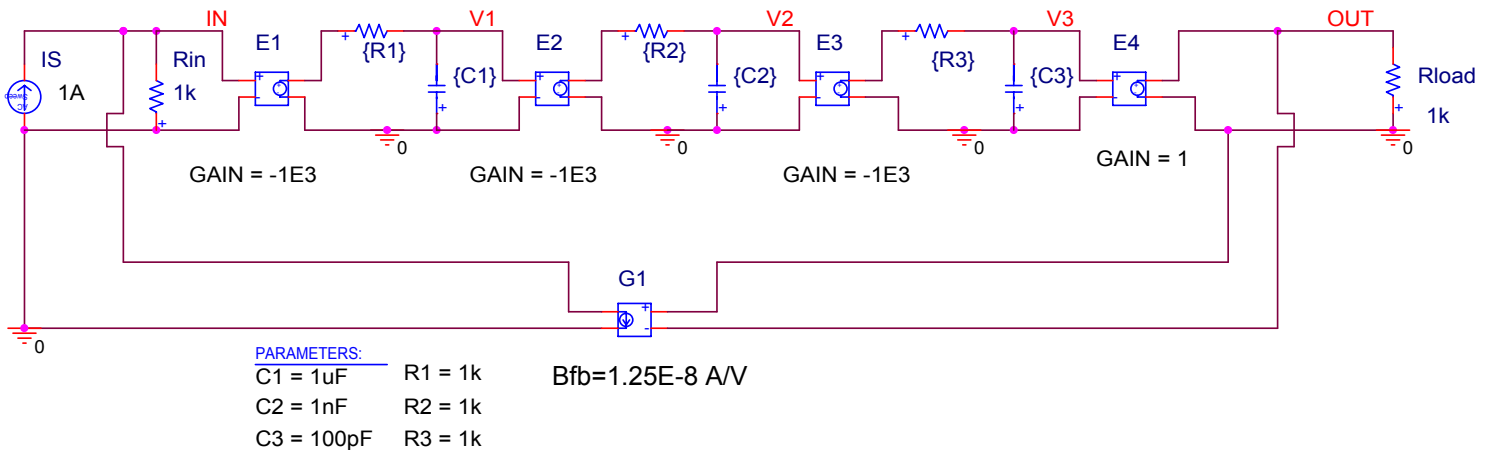 IN V1 V2 V3 OUT
IS E1 {R1} E2 {R2} E3 {R3} E4
Rin {C1} {C2} {C3} Rload
1A 1k 1k
0 0 0 0
GAIN = -1E3 GAIN = -1E3 GAIN = -1E3 GAIN = 1
G1
0
PARAMETERS:
C1 = 1uF R1 = 1k Bfb=1.25E-8 A/V
C2 = 1nF R2 = 1k
C3 = 100pF R3 = 1k